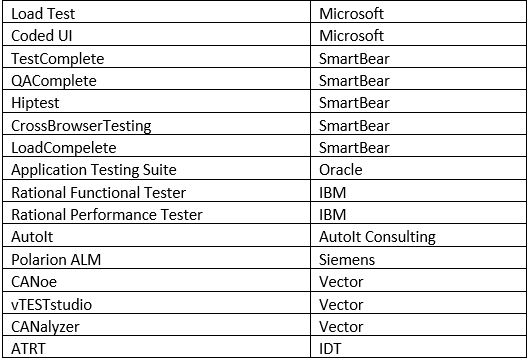 Load Test Microsoft
Coded UI Microsoft
TestComplete SmartBear
QAComplete SmartBear
Hiptest SmartBear
CrossBrowserTesting SmartBear
LoadCompelete SmartBear
Application Testing Suite Oracle
Rational Functional Tester IBM
Rational Performance Tester IBM
AutoIt AutoIt Consulting
Polarion ALM Siemens
CANoe Vector
vTESTstudio Vector
CANalyzer Vector
ATRT IDT